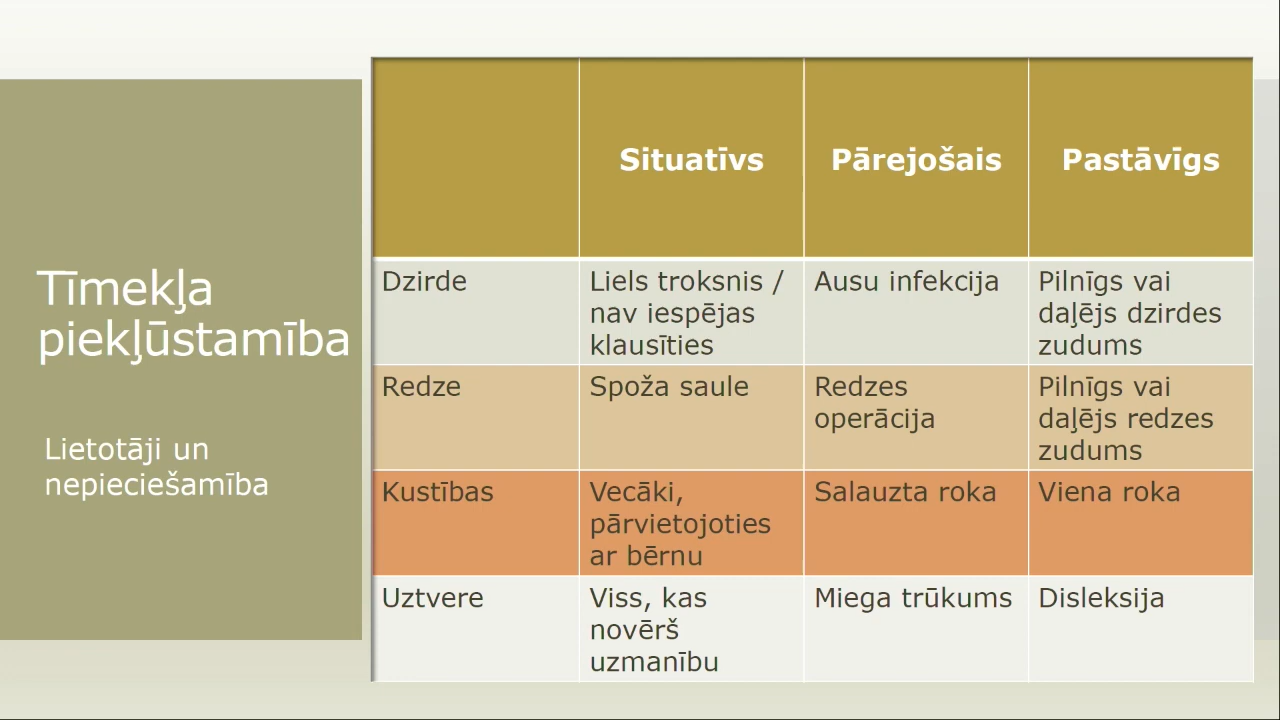 Tīmekļa
piekļūstamība
Lietotāji un
nepieciešamība
Situatīvs
Pārejošais
Pastāvīgs
Dzirde
Liels troksnis /
nav iespējas
klausīties
Ausu infekcija
Pilnīgs vai
daļējs dzirdes
zudums
Redze
Spoža saule
Redzes
operācija
Pilnīgs vai
daļējs redzes
zudums
Kustības
Vecāki,
pārvietojoties
ar bērnu
Salauzta roka
Viena roka
Uztvere
Viss, kas
novērš
uzmanību
Miega trūkums
Disleksija